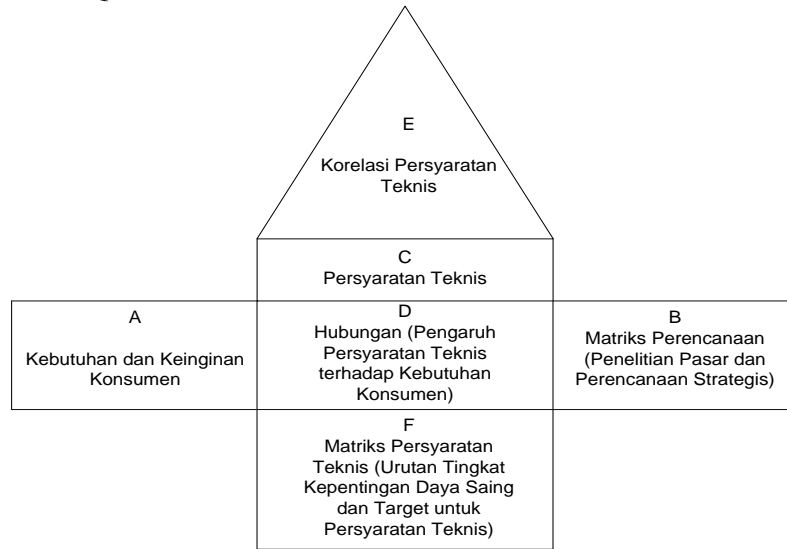 E
Korelasi Persyaratan
Teknis
C
Persyaratan Teknis
A
Kebutuhan dan Keinginan
Konsumen
D
Hubungan (Pengaruh
Persyaratan Teknis
terhadap Kebutuhan
Konsumen)
B
Matriks Perencanaan
(Penelitian Pasar dan
Perencanaan Strategis)
F
Matriks Persyaratan
Teknis (Urutan Tingkat
Kepentingan Daya Saing
dan Target untuk
Persyaratan Teknis)